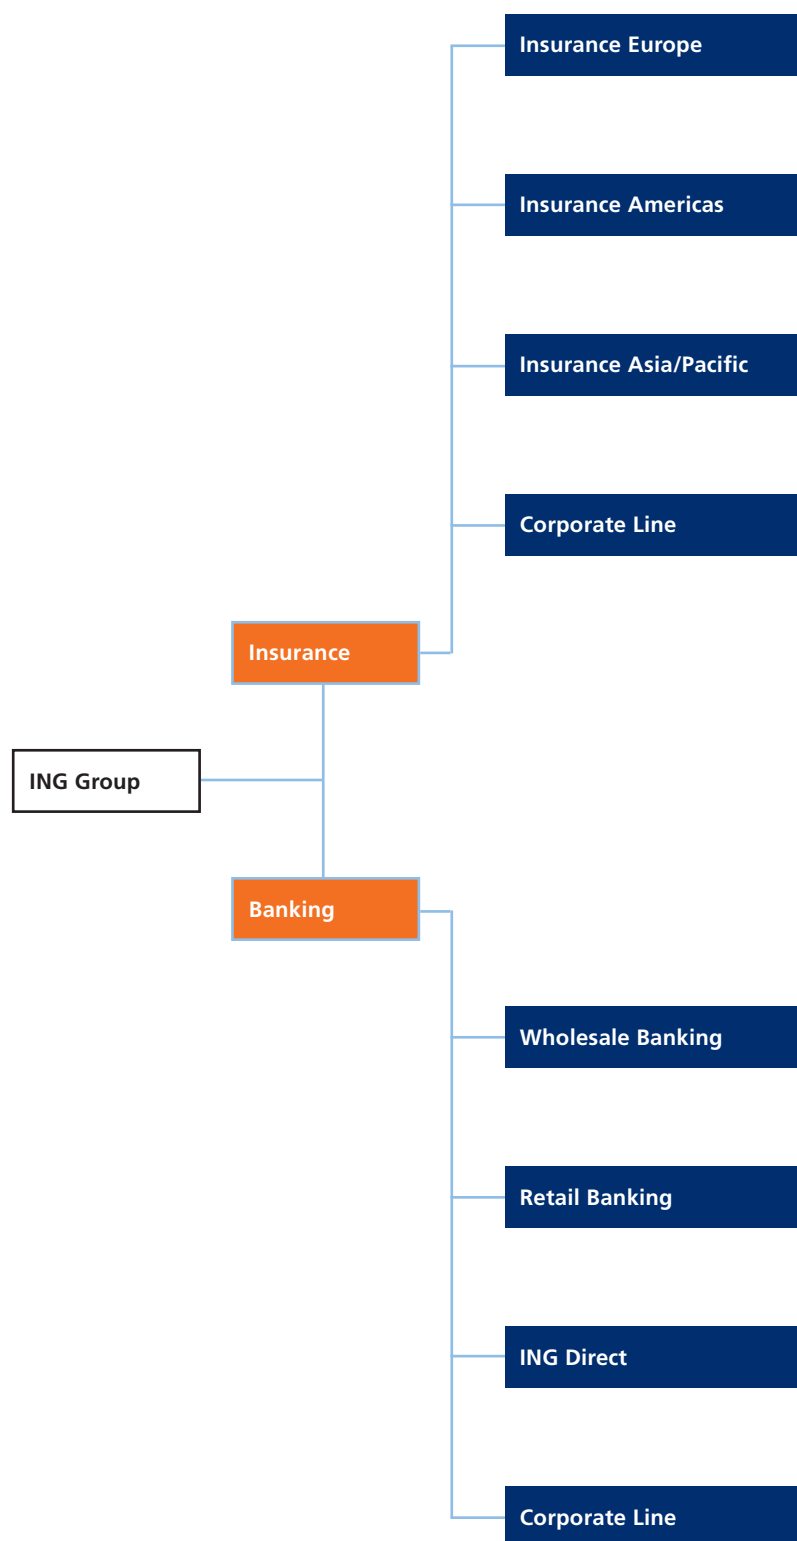 Insurance Europe
Insurance Americas
Insurance Asia/Pacific
Corporate Line
Insurance
ING Group
Banking
Wholesale Banking
Retail Banking
ING Direct
Corporate Line